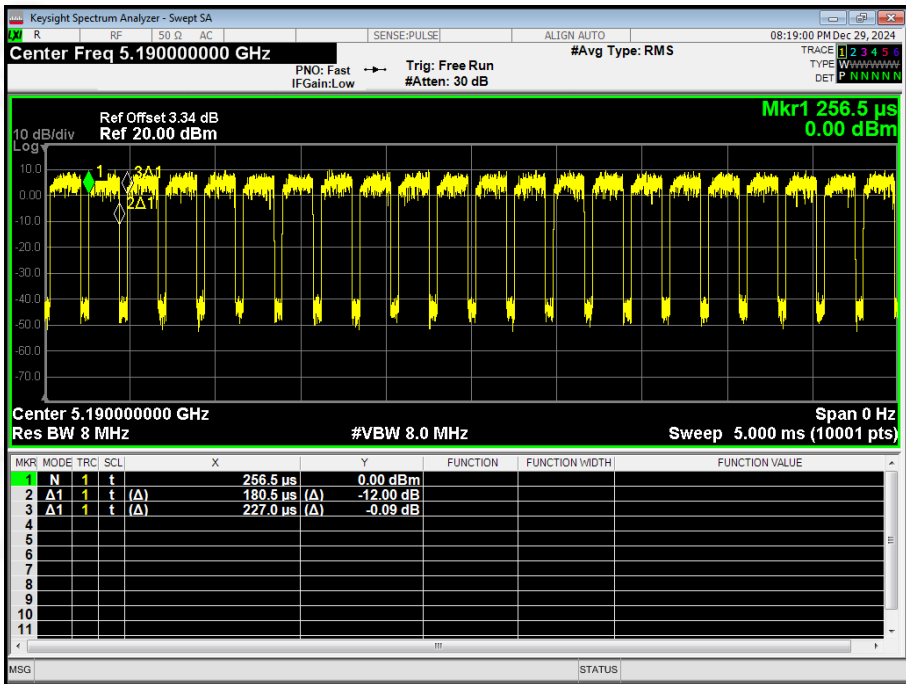 Keysight Spectrum Analyzer - Swept SA
LXI R RF 50 Ω AC SENSE:PULSE ALIGN AUTO 08:19:00 PM Dec 29, 2024
Center Freq 5.190000000 GHz #Avg Type: RMS TRACE 1 2 3 4 5 6
PNO: Fast Trig: Free Run TYPE WWWWWW
IFGain:Low #Atten: 30 dB DET P N N N N N
Mkr1 256.5 µs
Ref Offset 3.34 dB
10 dB/div Ref 20.00 dBm 0.00 dBm
Log
10.0
1 3Δ1
0.00
2Δ1
-10.0
-20.0
-30.0
-40.0
-50.0
-60.0
-70.0
Center 5.190000000 GHz Span 0 Hz
Res BW 8 MHz #VBW 8.0 MHz Sweep 5.000 ms (10001 pts)
MKR MODE TRC SCL X Y FUNCTION FUNCTION WIDTH FUNCTION VALUE
1 N 1 t 256.5 µs 0.00 dBm
2 Δ1 1 t (Δ) 180.5 µs (Δ) -12.00 dB
3 Δ1 1 t (Δ) 227.0 µs (Δ) -0.09 dB
4
5
6
7
8
9
10
11
MSG STATUS